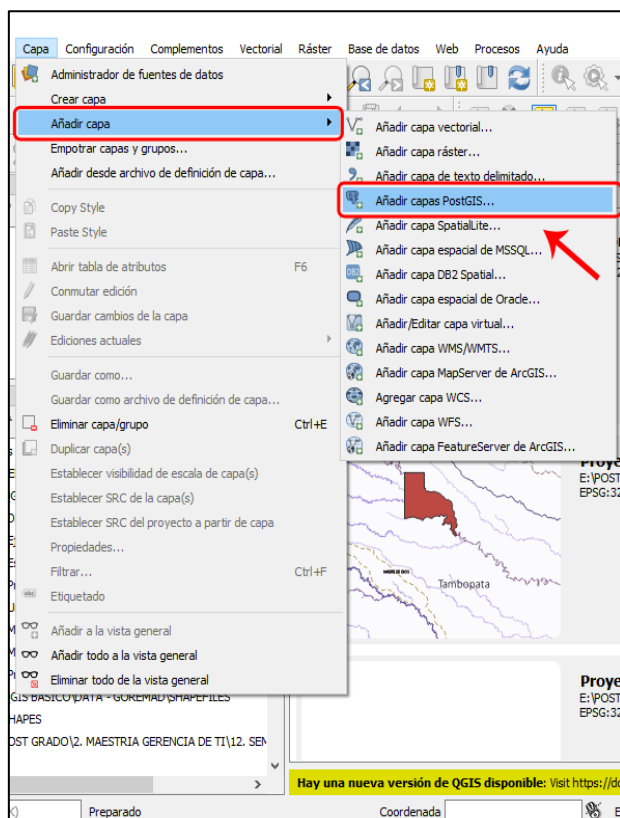 Capa Configuración Complementos Vectorial Ráster Base de datos Web Procesos Ayuda
Administrador de fuentes de datos
Crear capa
Añadir capa
Empotrar capas y grupos...
Añadir desde archivo de definición de capa...
Copy Style
Paste Style
Abrir tabla de atributos F6
Conmutar edición
Guardar cambios de la capa
Ediciones actuales
Guardar como...
Guardar como archivo de definición de capa...
Eliminar capa/grupo Ctrl+E
Duplicar capa(s)
Establecer visibilidad de escala de capa(s)
Establecer SRC de la capa(s)
Establecer SRC del proyecto a partir de capa
Propiedades...
Filtrar... Ctrl+F
Etiquetado
Añadir a la vista general
Añadir todo a la vista general
Eliminar todo de la vista general
Añadir capa vectorial...
Añadir capa ráster...
Añadir capa de texto delimitado...
Añadir capas PostGIS...
Añadir capa SpatiaLite...
Añadir capa espacial de MSSQL...
Añadir capa DB2 Spatial...
Añadir capa espacial de Oracle...
Añadir/Editar capa virtual...
Añadir capa WMS/WMTS...
Añadir capa MapServer de ArcGIS...
Agregar capa WCS...
Añadir capa WFS...
Añadir capa FeatureServer de ArcGIS...
Proye
E:\POST
EPSG:32
Tambopata
GIS BASICO\DATA - GOREMAD\SHAPEFILES
HAPES
OST GRADO\2. MAESTRIA GERENCIA DE TI\12. SEM
Proye
E:\POST
EPSG:32
Hay una nueva versión de QGIS disponible: Visit https://do
Preparado Coordenada